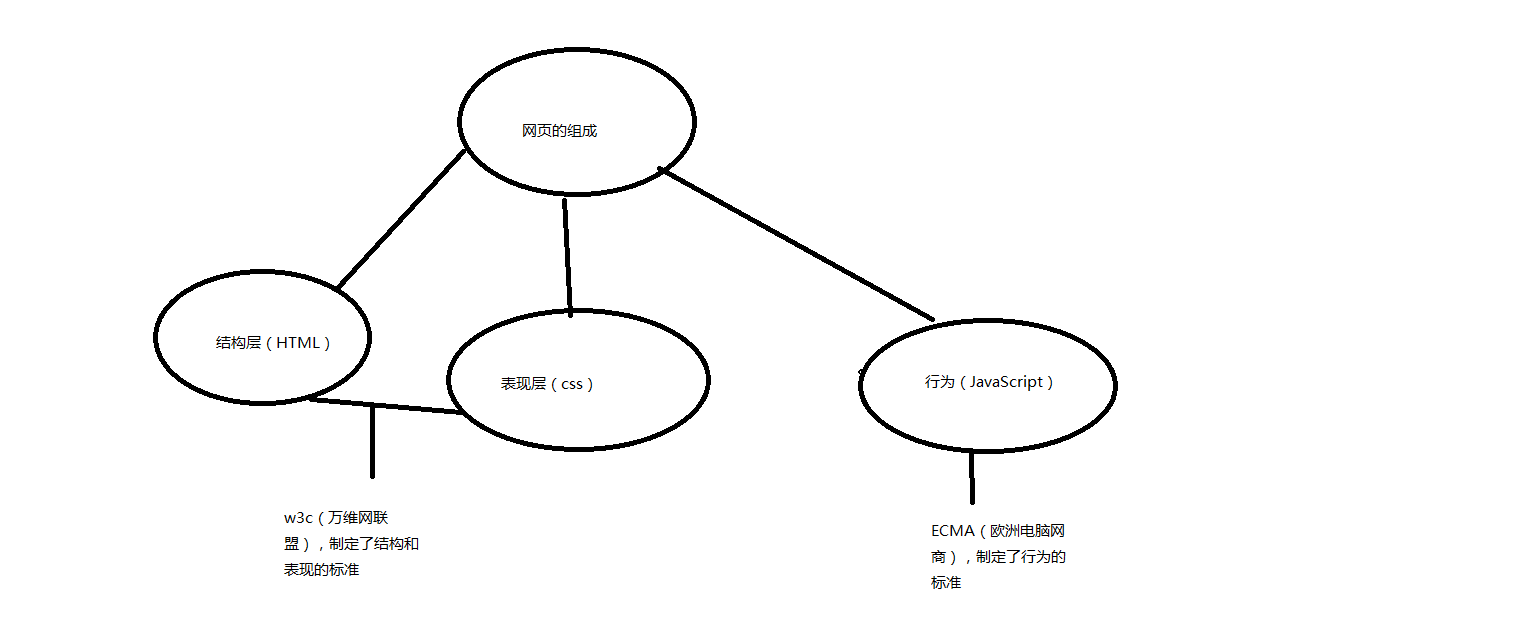 网页的组成
结构层（HTML）
表现层（css）
行为（JavaScript）
w3c（万维网联
盟），制定了结构和
表现的标准
ECMA（欧洲电脑网
商），制定了行为的
标准